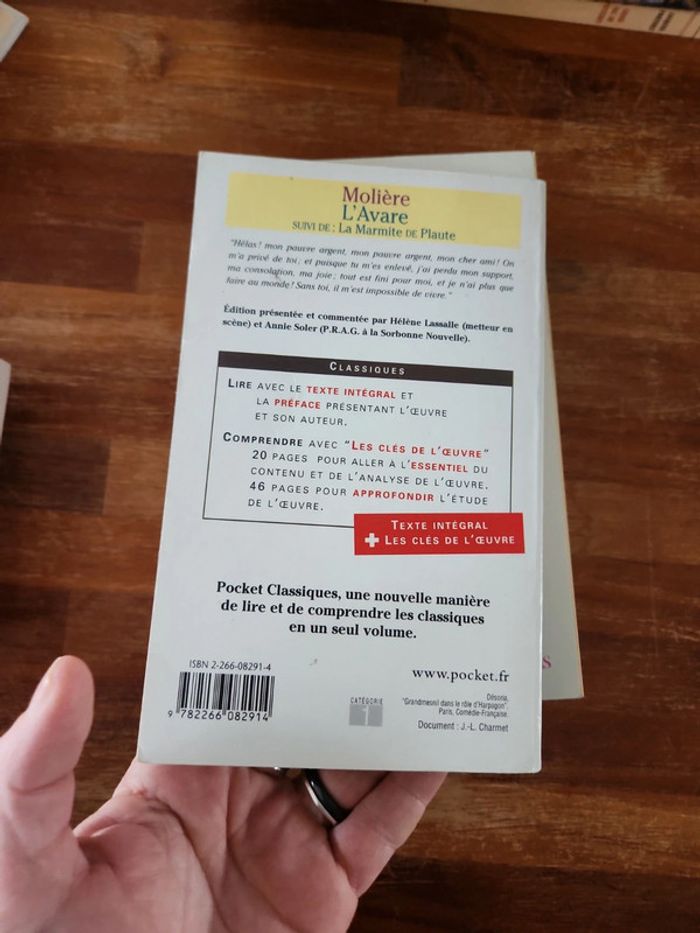 Molière
L'Avare
SUIVI DE : La Marmite DE Plaute
"Hélas ! mon pauvre argent, mon pauvre argent, mon cher ami ! On
m'a privé de toi ; et puisque tu m'es enlevé, j'ai perdu mon support,
ma consolation, ma joie ; tout est fini pour moi, et je n'ai plus que
faire au monde ! Sans toi, il m'est impossible de vivre."
Édition présentée et commentée par Hélène Lassalle (metteur en
scène) et Annie Soler (P.R.A.G. à la Sorbonne Nouvelle).
CLASSIQUES
LIRE AVEC LE TEXTE INTÉGRAL ET
LA PRÉFACE PRÉSENTANT L'ŒUVRE
ET SON AUTEUR.
COMPRENDRE AVEC "LES CLÉS DE L'ŒUVRE"
20 PAGES POUR ALLER À L'ESSENTIEL DU
CONTENU ET DE L'ANALYSE DE L'ŒUVRE.
46 PAGES POUR APPROFONDIR L'ÉTUDE
DE L'ŒUVRE.
TEXTE INTÉGRAL
+ LES CLÉS DE L'ŒUVRE
Pocket Classiques, une nouvelle manière
de lire et de comprendre les classiques
en un seul volume.
ISBN 2-266-08291-4
9 782266 082914
CATÉGORIE
1
www.pocket.fr
Désoria,
"Grandmesnil dans le rôle d'Harpagon".
Paris, Comédie-Française.
Document : J.-L. Charmet
S